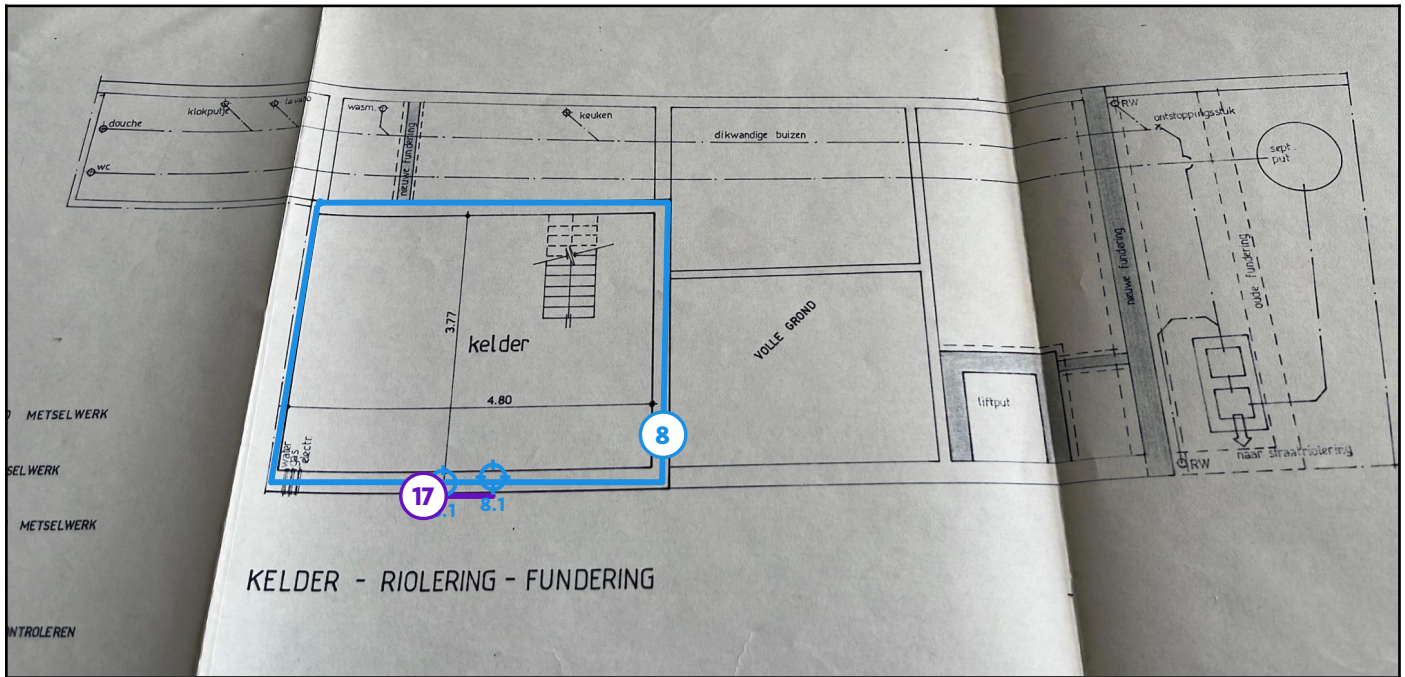 klokputje
lavabo
wasm.
keuken
douche
wc
nieuwe fundering
dikwandige buizen
RW
ontstoppingsstuk
sept.
put
nieuwe fundering
oude fundering
3.77
kelder
VOLLE GROND
4.80
liftput
METSELWERK
water
gas
electr.
8
17
.1
8.1
naar straatriolering
RW
SELWERK
METSELWERK
KELDER - RIOLERING - FUNDERING
NTROLEREN